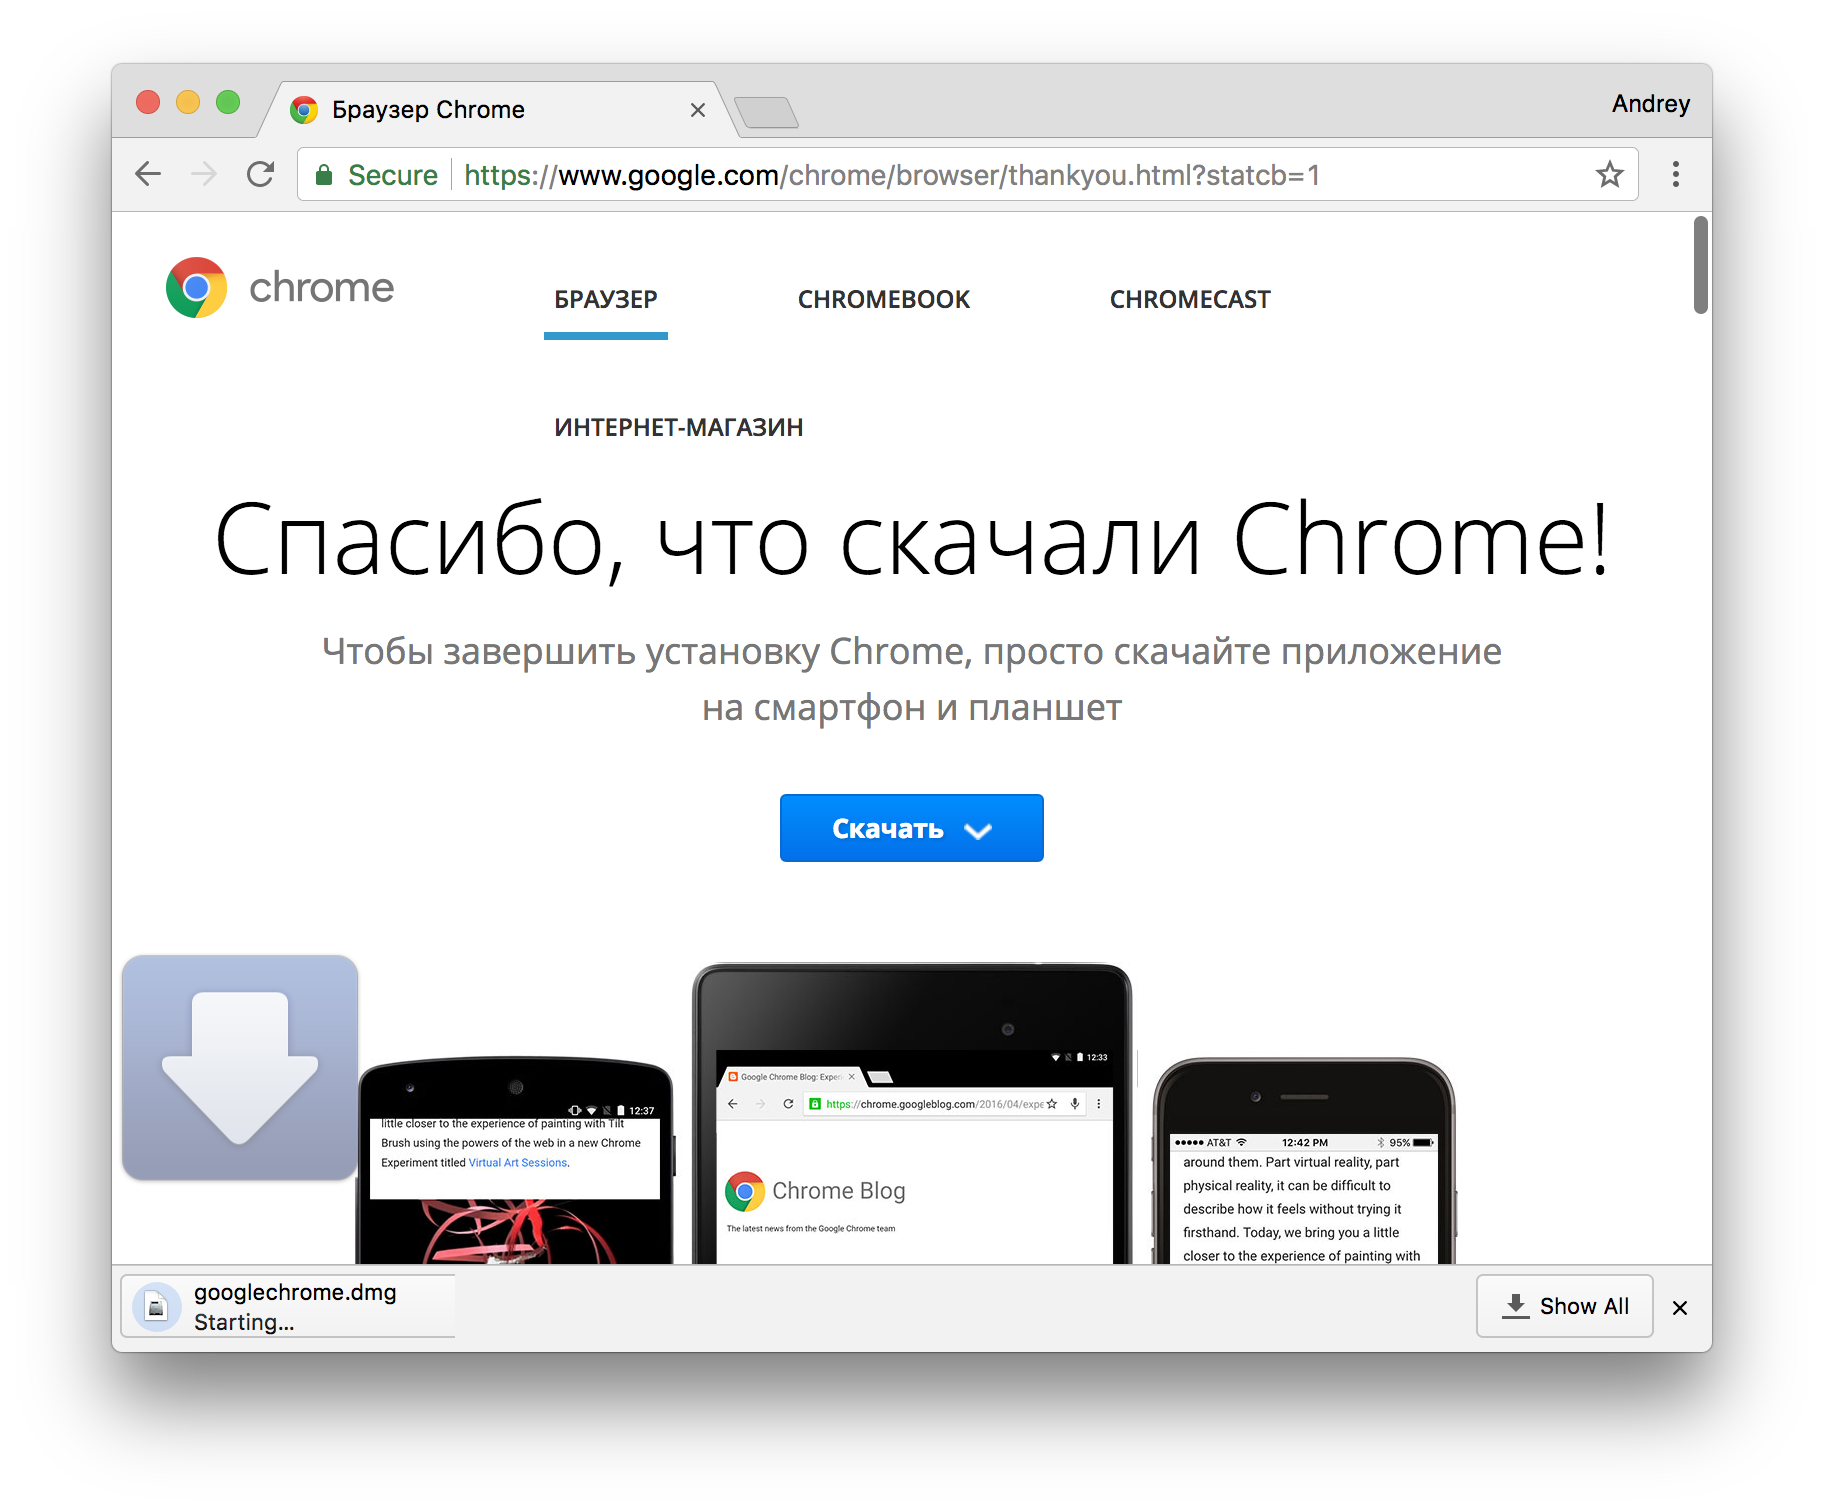 Браузер Chrome
Andrey
Secure https://www.google.com/chrome/browser/thankyou.html?statcb=1
chrome
БРАУЗЕР
CHROMEBOOK
CHROMECAST
ИНТЕРНЕТ-МАГАЗИН
Спасибо, что скачали Chrome!
Чтобы завершить установку Chrome, просто скачайте приложение
на смартфон и планшет
Скачать
12:37
little closer to the experience of painting with Tilt
Brush using the powers of the web in a new Chrome
Experiment titled Virtual Art Sessions.
12:33
Google Chrome Blog: Expe
https://chrome.googleblog.com/2016/04/expe
Chrome Blog
The latest news from the Google Chrome team
AT&T 12:42 PM 95%
around them. Part virtual reality, part
physical reality, it can be difficult to
describe how it feels without trying it
firsthand. Today, we bring you a little
closer to the experience of painting with
googlechrome.dmg
Starting...
Show All